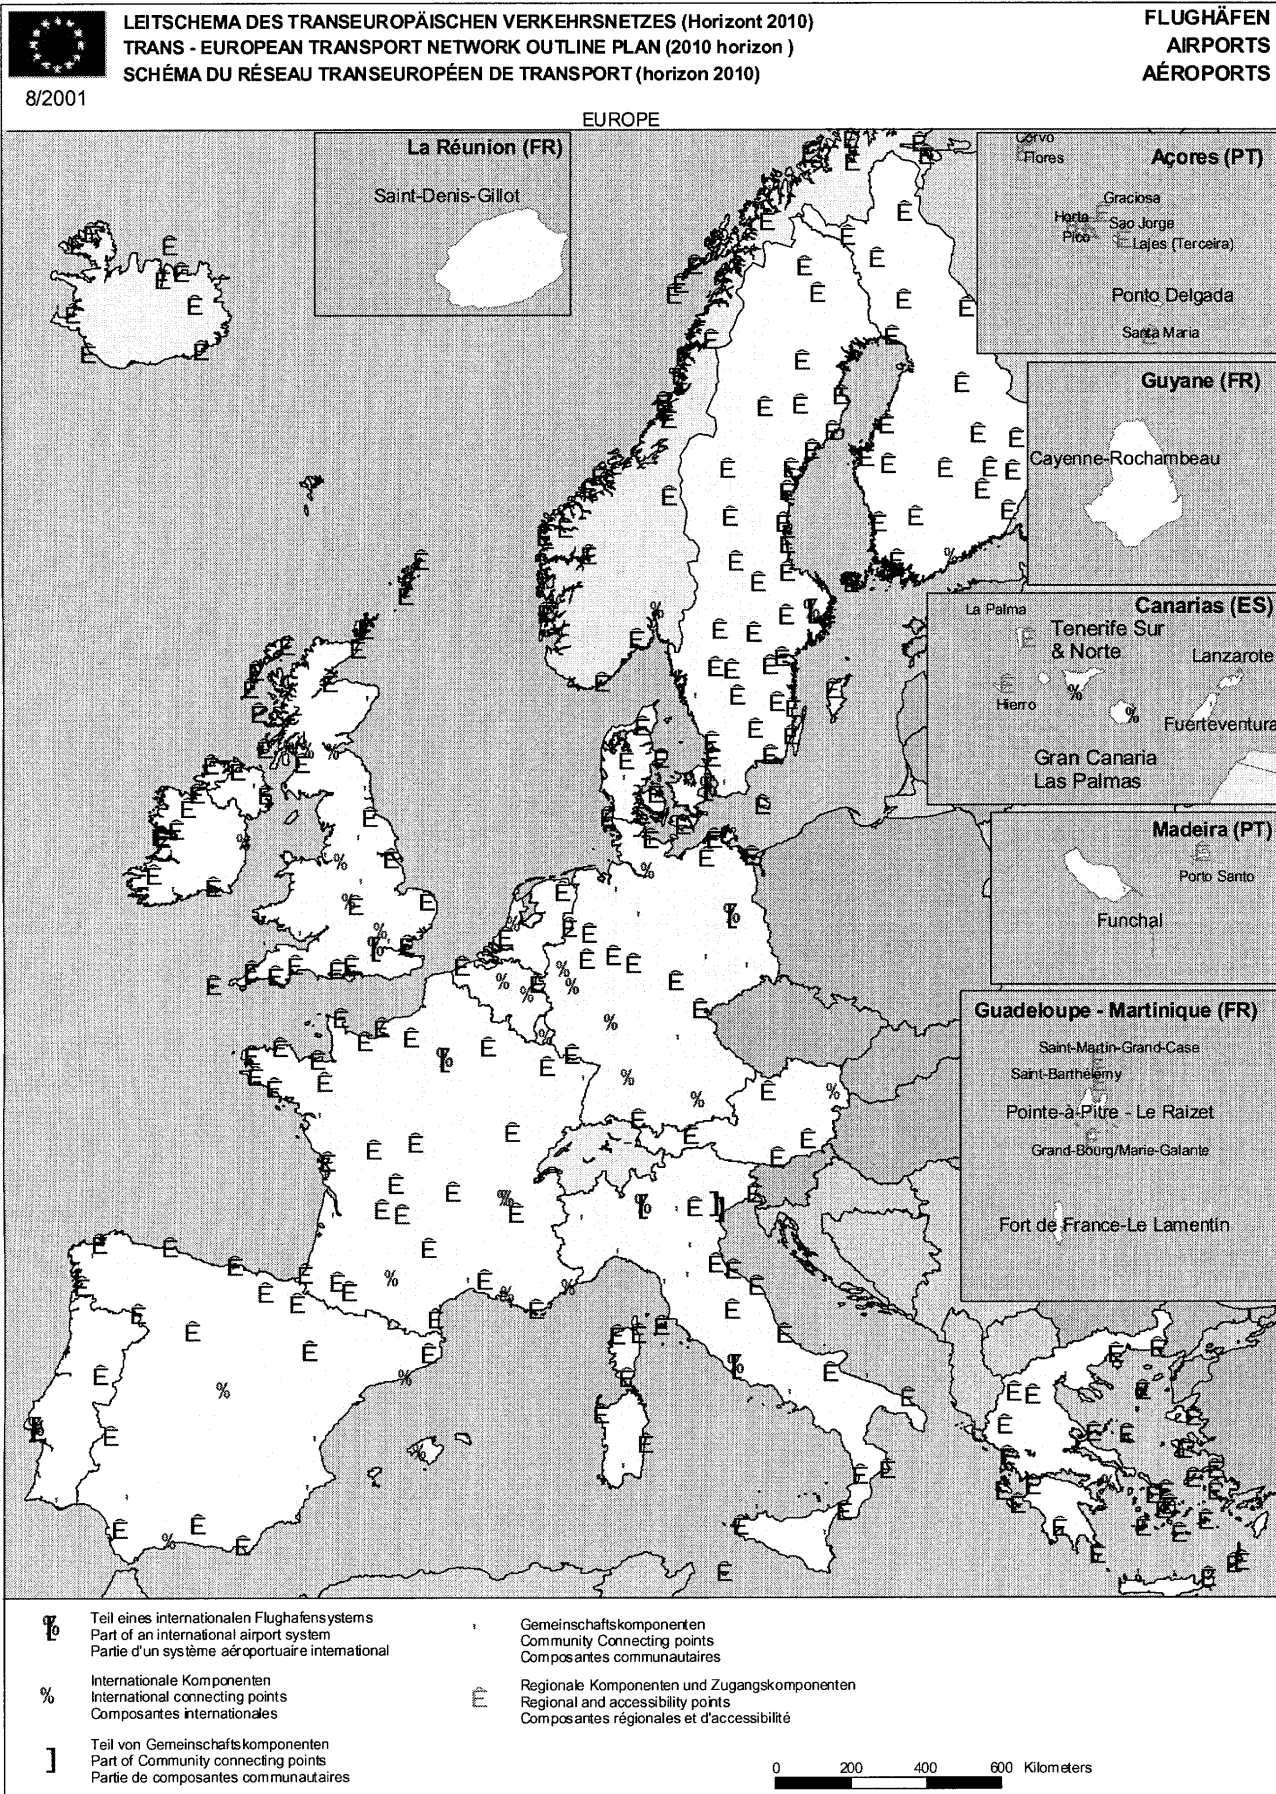 LEITSCHEMA DES TRANSEUROPÄISCHEN VERKEHRSNETZES (Horizont 2010)
TRANS - EUROPEAN TRANSPORT NETWORK OUTLINE PLAN (2010 horizon )
SCHÉMA DU RÉSEAU TRANSEUROPÉEN DE TRANSPORT (horizon 2010)
FLUGHÄFEN
AIRPORTS
AÉROPORTS
8/2001
EUROPE
La Réunion (FR)
Saint-Denis-Gillot
Açores (PT)
Corvo
Flores
Graciosa
Horta
Sao Jorge
Pico
Lajes (Terceira)
Ponto Delgada
Santa Maria
Guyane (FR)
Cayenne-Rochambeau
Canarias (ES)
La Palma
Tenerife Sur
& Norte
Lanzarote
Hierro
Fuerteventura
Gran Canaria
Las Palmas
Madeira (PT)
Porto Santo
Funchal
Guadeloupe - Martinique (FR)
Saint-Martin-Grand-Case
Saint-Barthélemy
Pointe-à-Pitre - Le Raizet
Grand-Bourg/Marie-Galante
Fort de France-Le Lamentin
Teil eines internationalen Flughafensystems
Part of an international airport system
Partie d'un système aéroportuaire international
% Internationale Komponenten
International connecting points
Composantes internationales
] Teil von Gemeinschaftskomponenten
Part of Community connecting points
Partie de composantes communautaires
Gemeinschaftskomponenten
Community Connecting points
Composantes communautaires
Ê Regionale Komponenten und Zugangskomponenten
Regional and accessibility points
Composantes régionales et d'accessibilité
0 200 400 600 Kilometers